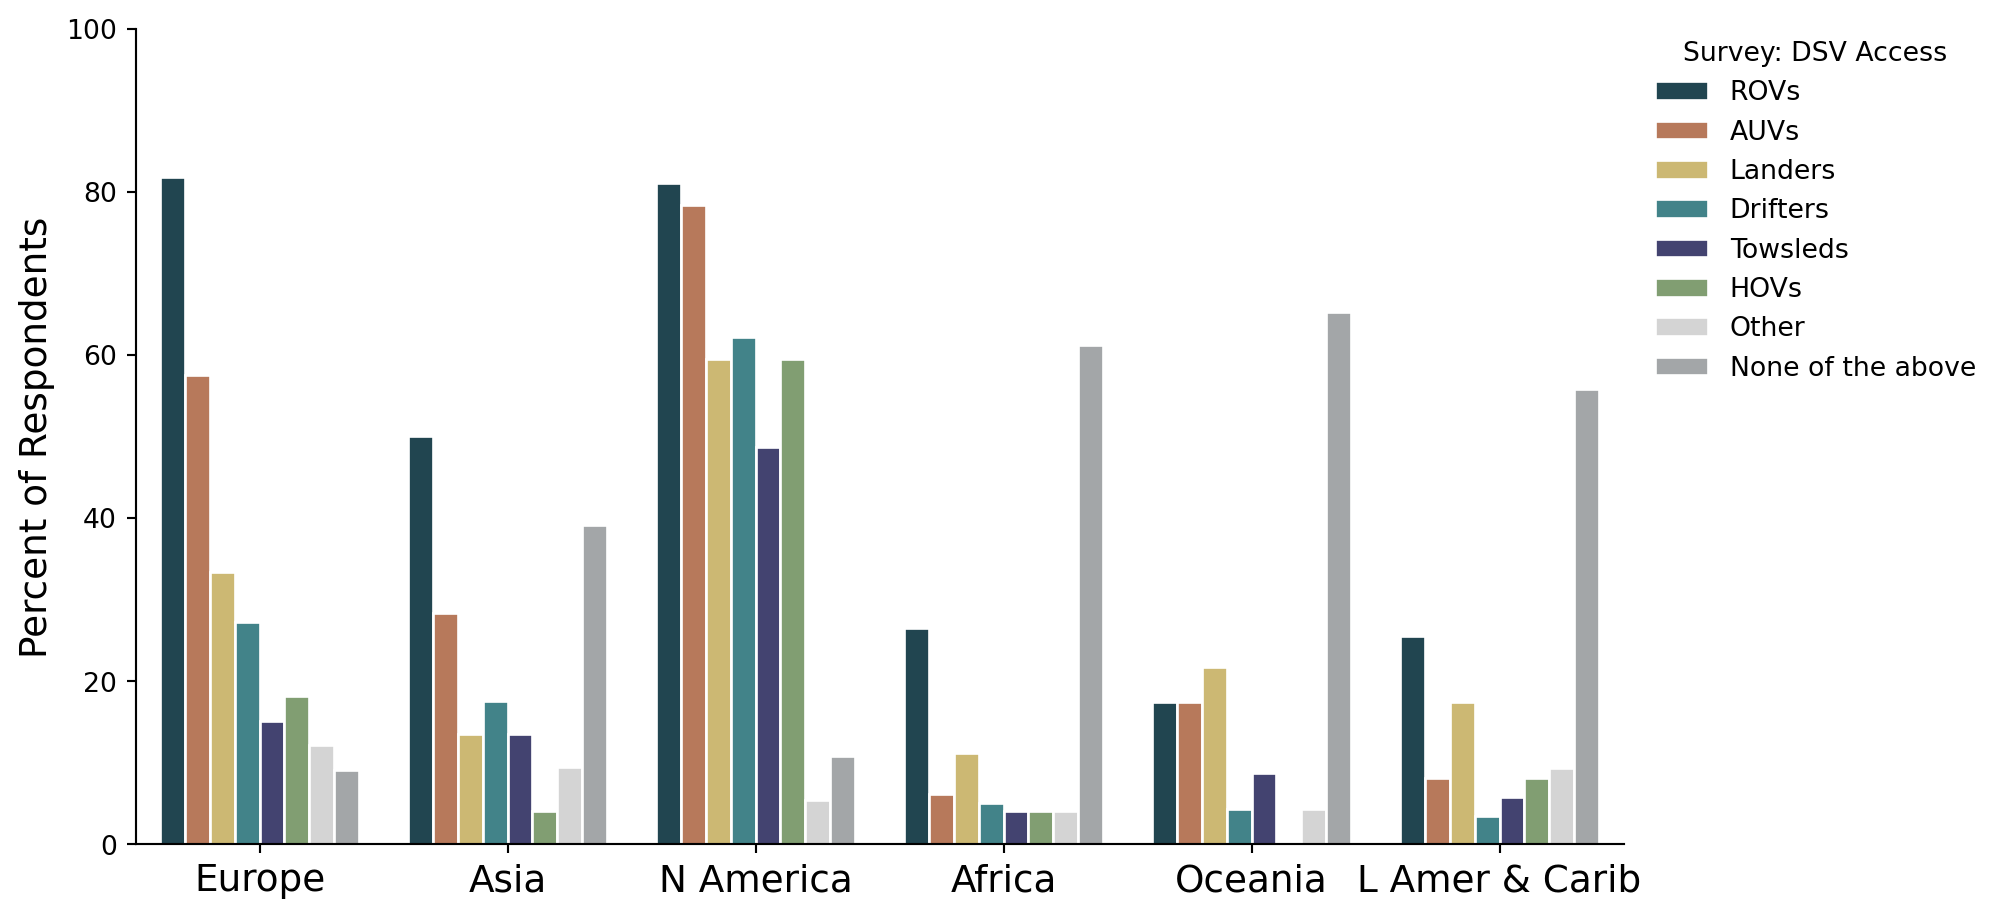 Percent of Respondents
100
80
60
40
20
0
Europe
Asia
N America
Africa
Oceania
L Amer & Carib
Survey: DSV Access
ROVs
AUVs
Landers
Drifters
Towsleds
HOVs
Other
None of the above